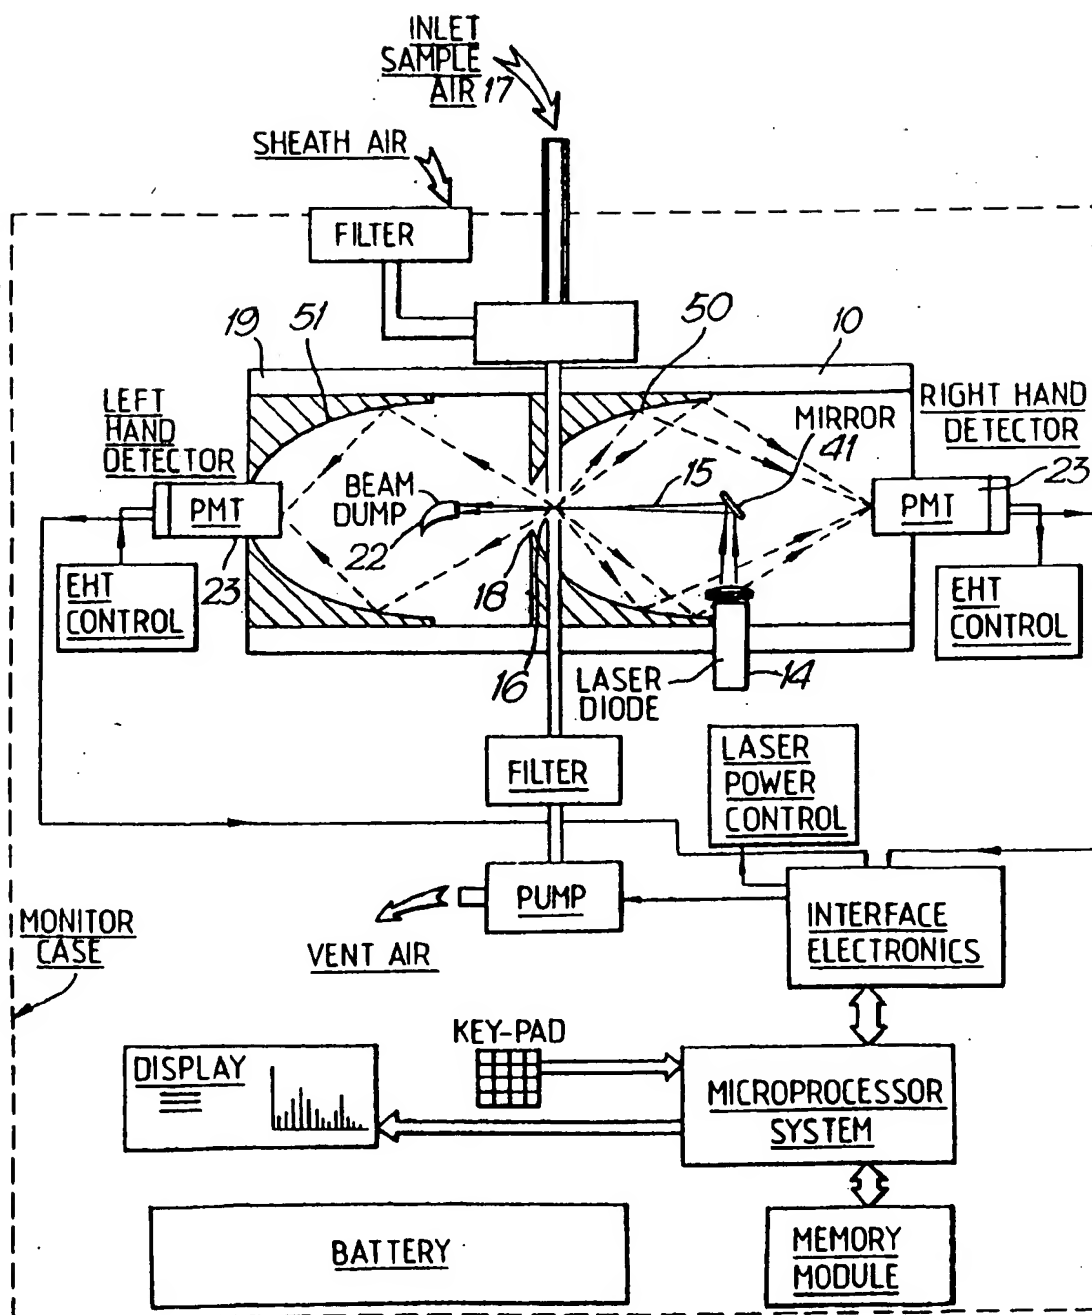 INLET
SAMPLE
AIR 17
SHEATH AIR
FILTER
19
51
50
10
LEFT
HAND
DETECTOR
RIGHT HAND
DETECTOR
MIRROR
41
15
23
BEAM
DUMP
PMT
PMT
22
23
18
EHT
CONTROL
EHT
CONTROL
16
LASER
DIODE
14
FILTER
LASER
POWER
CONTROL
PUMP
INTERFACE
ELECTRONICS
MONITOR
CASE
VENT AIR
KEY-PAD
DISPLAY
MICROPROCESSOR
SYSTEM
BATTERY
MEMORY
MODULE